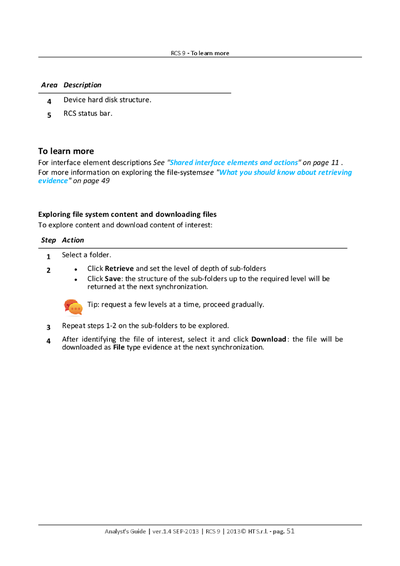 RCS 9 - To learn more
Area Description
4 Device hard disk structure.
5 RCS status bar.
To learn more
For interface element descriptions See "Shared interface elements and actions" on page 11 .
For more information on exploring the file-systemsee "What you should know about retrieving
evidence" on page 49
Exploring file system content and downloading files
To explore content and download content of interest:
Step Action
1 Select a folder.
2 • Click Retrieve and set the level of depth of sub-folders
• Click Save: the structure of the sub-folders up to the required level will be
returned at the next synchronization.
Tip: request a few levels at a time, proceed gradually.
3 Repeat steps 1-2 on the sub-folders to be explored.
4 After identifying the file of interest, select it and click Download : the file will be
downloaded as File type evidence at the next synchronization.
Analyst's Guide | ver.1.4 SEP-2013 | RCS 9 | 2013© HT S.r.l. - pag. 51